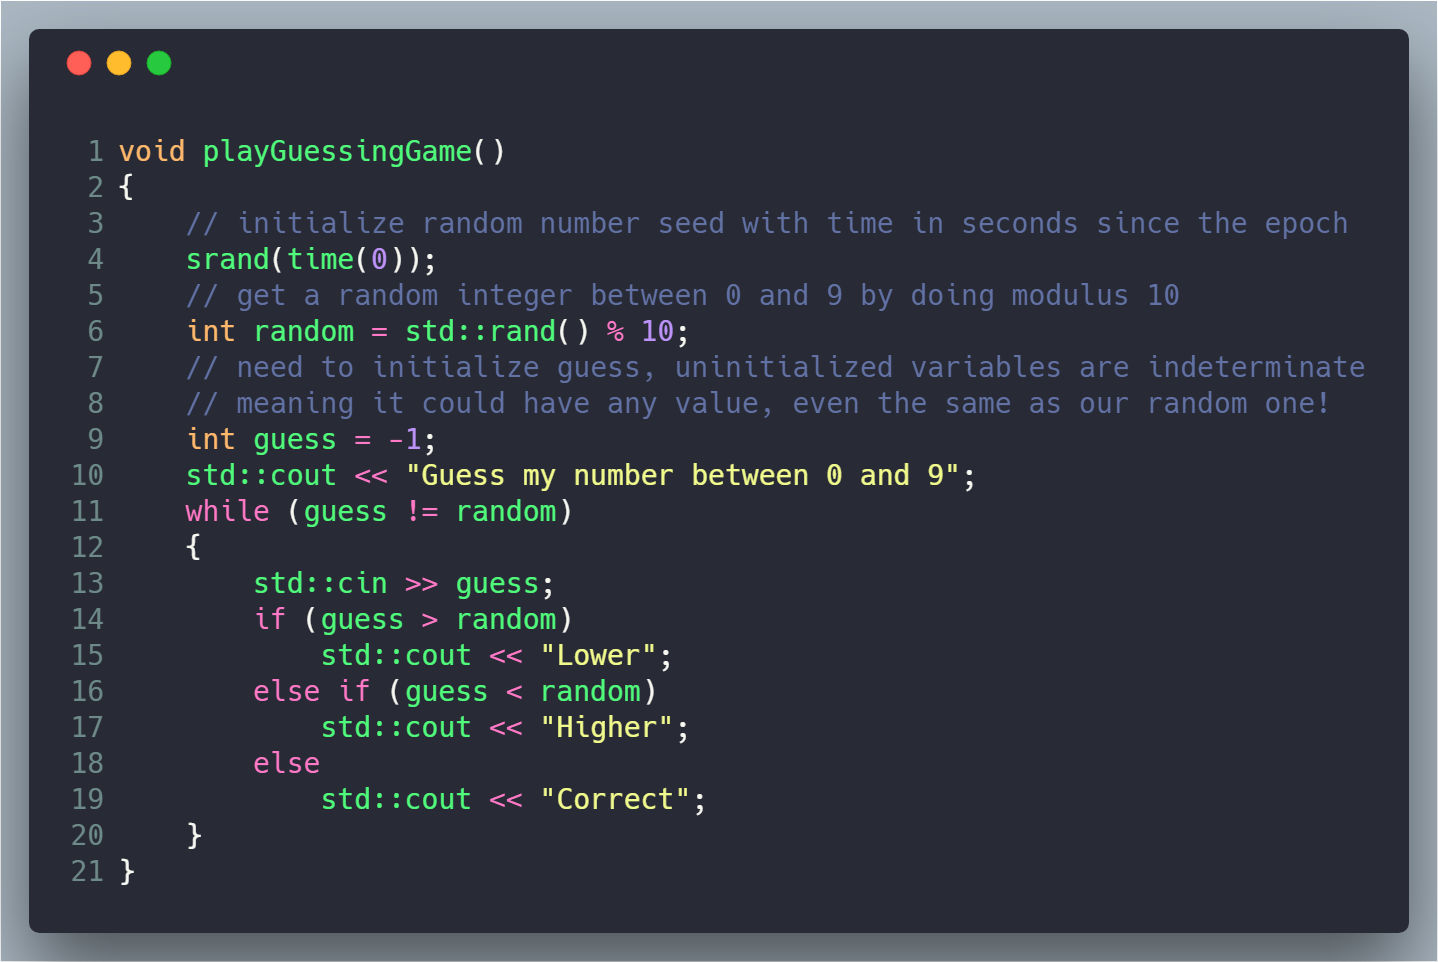 1 void playGuessingGame()
2 {
3     // initialize random number seed with time in seconds since the epoch
4     srand(time(0));
5     // get a random integer between 0 and 9 by doing modulus 10
6     int random = std::rand() % 10;
7     // need to initialize guess, uninitialized variables are indeterminate
8     // meaning it could have any value, even the same as our random one!
9     int guess = -1;
10     std::cout << "Guess my number between 0 and 9";
11     while (guess != random)
12     {
13         std::cin >> guess;
14         if (guess > random)
15             std::cout << "Lower";
16         else if (guess < random)
17             std::cout << "Higher";
18         else
19             std::cout << "Correct";
20     }
21 }